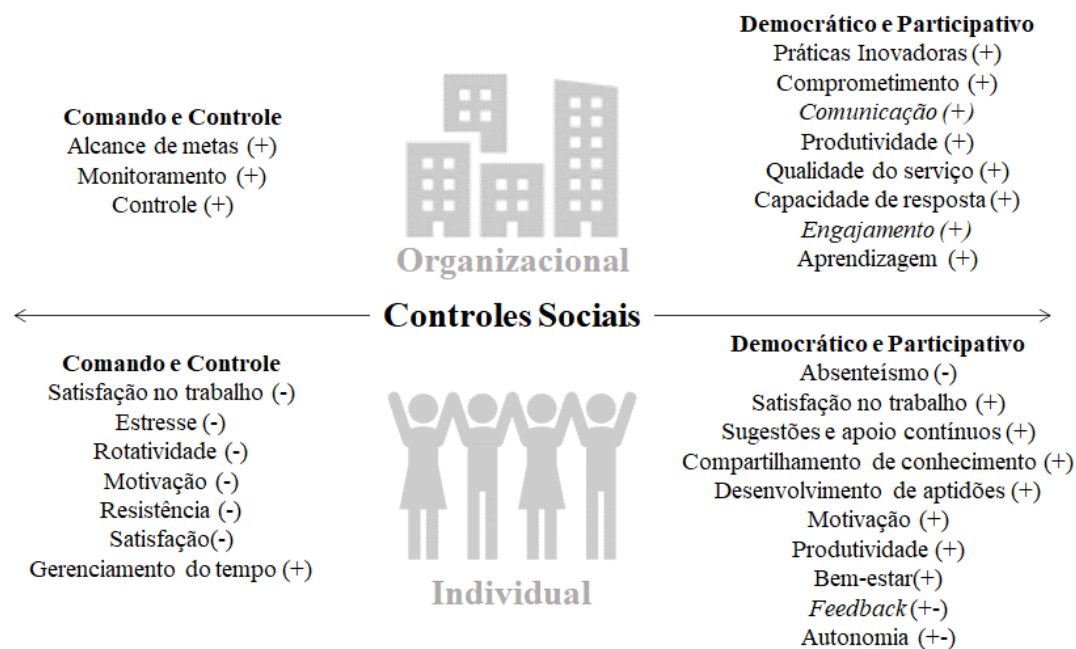 Comando e Controle
Alcance de metas (+)
Monitoramento (+)
Controle (+)
Organizacional
Democrático e Participativo
Práticas Inovadoras (+)
Comprometimento (+)
Comunicação (+)
Produtividade (+)
Qualidade do serviço (+)
Capacidade de resposta (+)
Engajamento (+)
Aprendizagem (+)
Controles Sociais
Comando e Controle
Satisfação no trabalho (-)
Estresse (-)
Rotatividade (-)
Motivação (-)
Resistência (-)
Satisfação(-)
Gerenciamento do tempo (+)
Individual
Democrático e Participativo
Absenteísmo (-)
Satisfação no trabalho (+)
Sugestões e apoio contínuos (+)
Compartilhamento de conhecimento (+)
Desenvolvimento de aptidões (+)
Motivação (+)
Produtividade (+)
Bem-estar(+)
Feedback (+-)
Autonomia (+-)